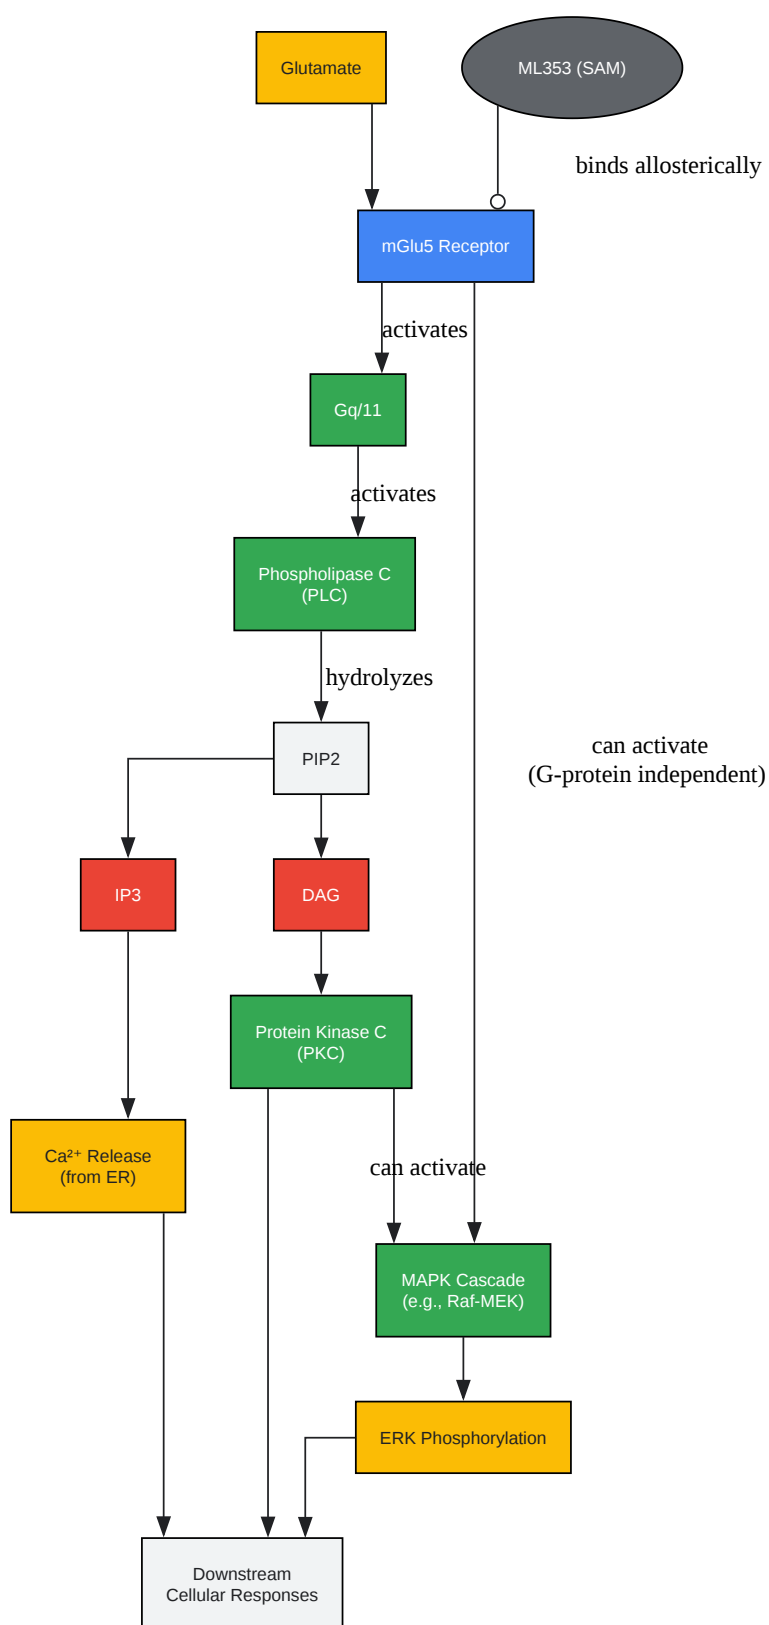 Glutamate
ML353 (SAM)
binds allosterically
mGlu5 Receptor
activates
Gq/11
activates
Phospholipase C
(PLC)
hydrolyzes
can activate
(G-protein independent)
PIP2
IP3
DAG
Protein Kinase C
(PKC)
Ca²⁺ Release
(from ER)
can activate
MAPK Cascade
(e.g., Raf-MEK)
ERK Phosphorylation
Downstream
Cellular Responses